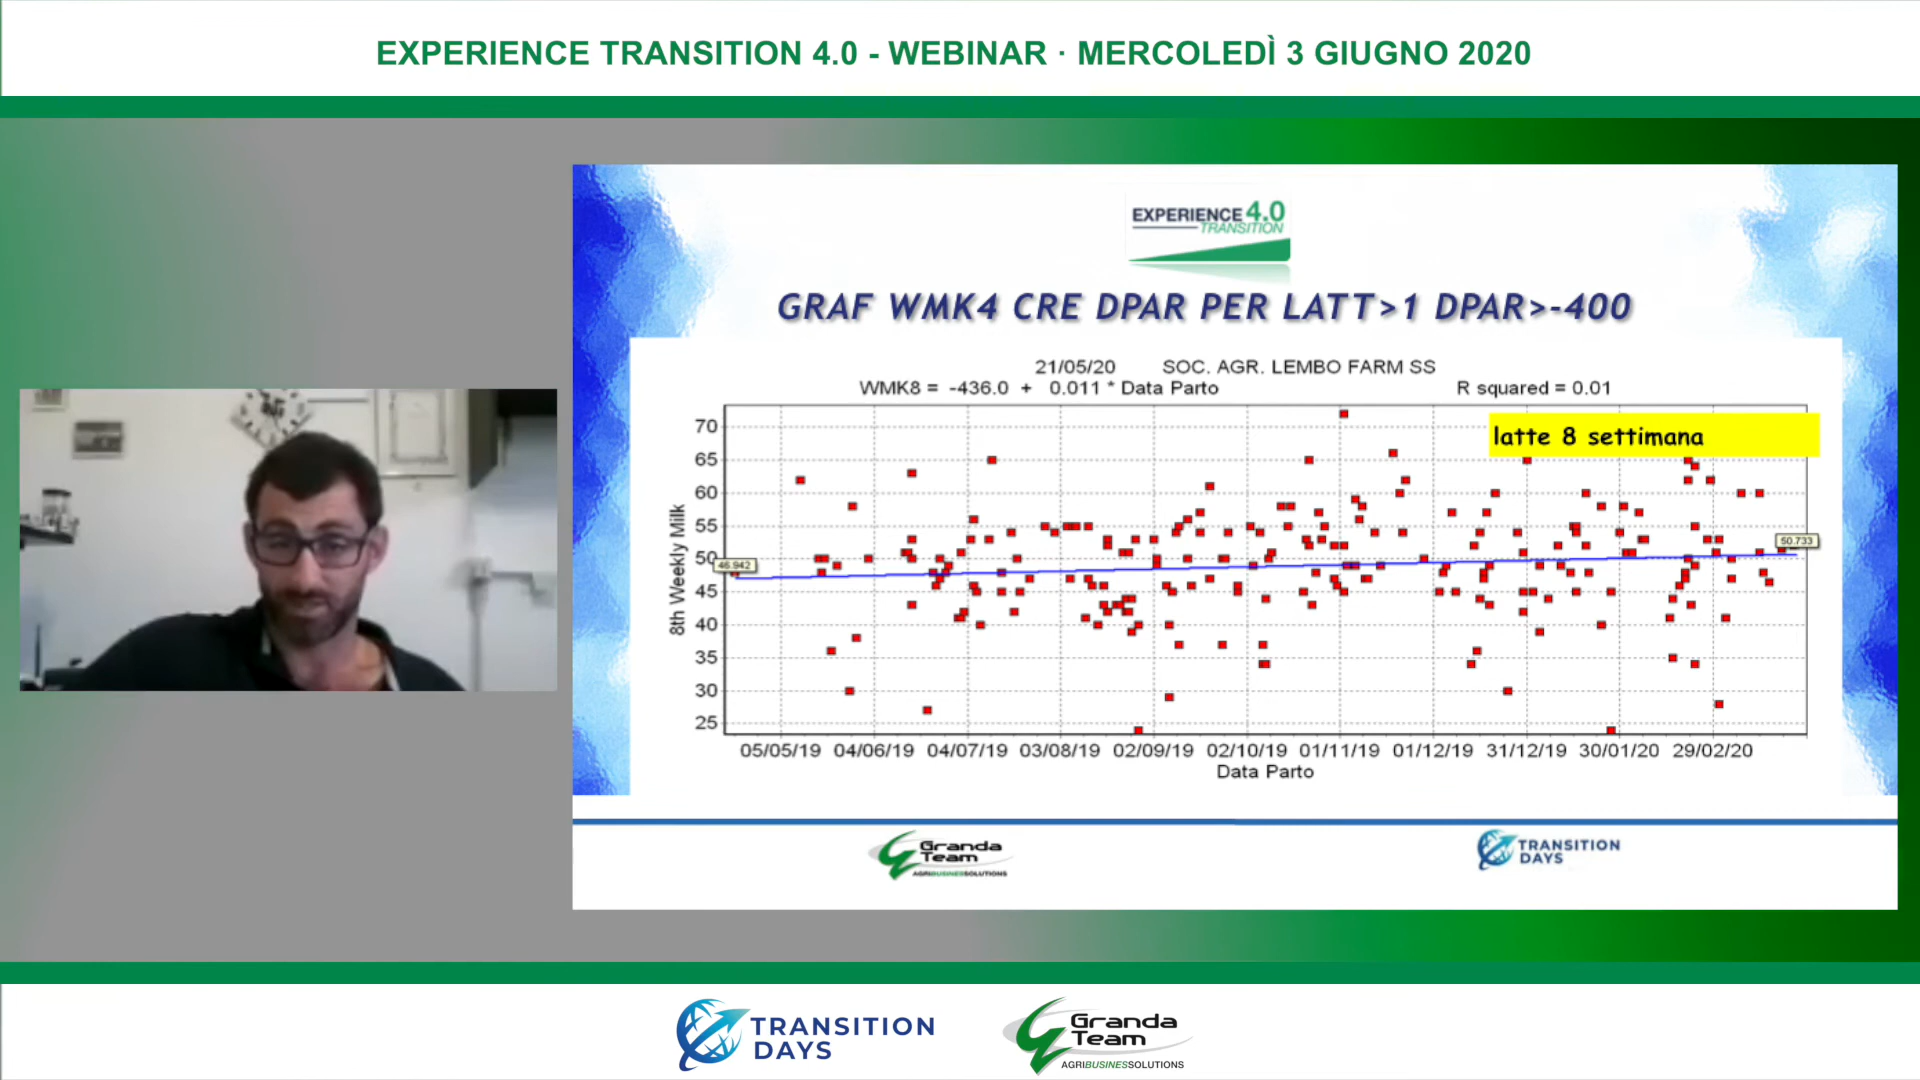 EXPERIENCE TRANSITION 4.0 - WEBINAR · MERCOLEDÌ 3 GIUGNO 2020
EXPERIENCE 4.0
TRANSITION
GRAF WMK4 CRE DPAR PER LATT>1 DPAR>-400
21/05/20 SOC. AGR. LEMBO FARM SS
WMK8 = -436.0 + 0.011 * Data Parto R squared = 0.01
latte 8 settimana
8th Weekly Milk
70
65
60
55
50
45
40
35
30
25
46.942
50.733
05/05/19 04/06/19 04/07/19 03/08/19 02/09/19 02/10/19 01/11/19 01/12/19 31/12/19 30/01/20 29/02/20
Data Parto
Granda
Team
AGRIBUSINESSOLUTIONS
TRANSITION
DAYS
TRANSITION
DAYS
Granda
Team
AGRIBUSINESSOLUTIONS